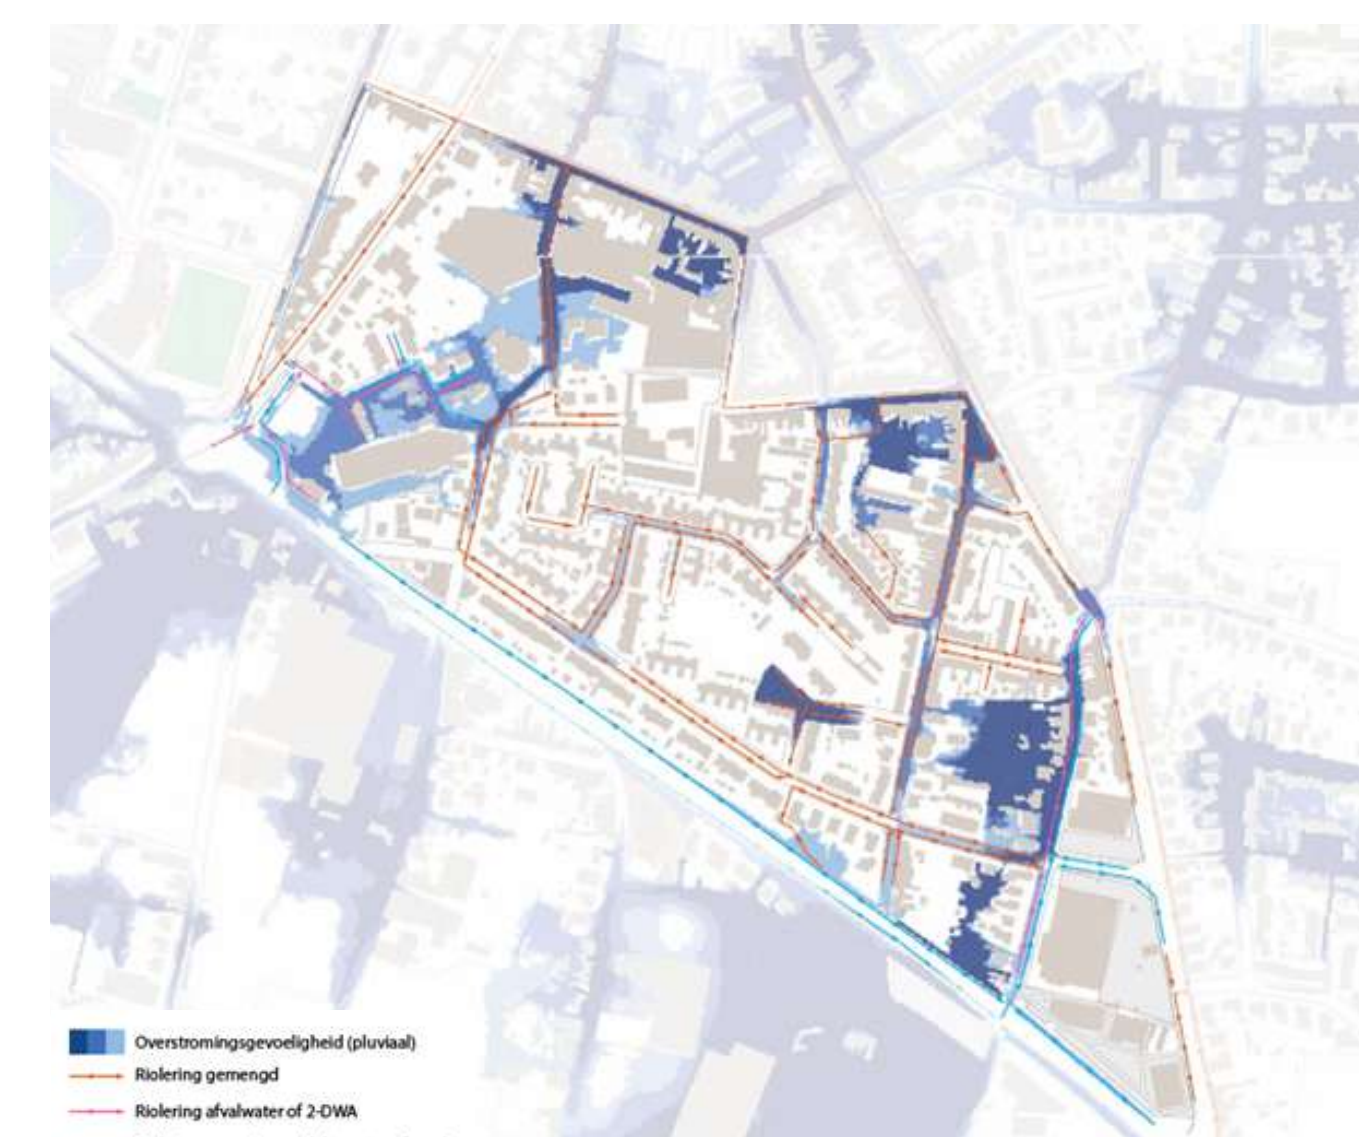 Overstromingsgevoeligheid (pluviaal)
Riolering gemengd
Riolering afvalwater of 2-DWA